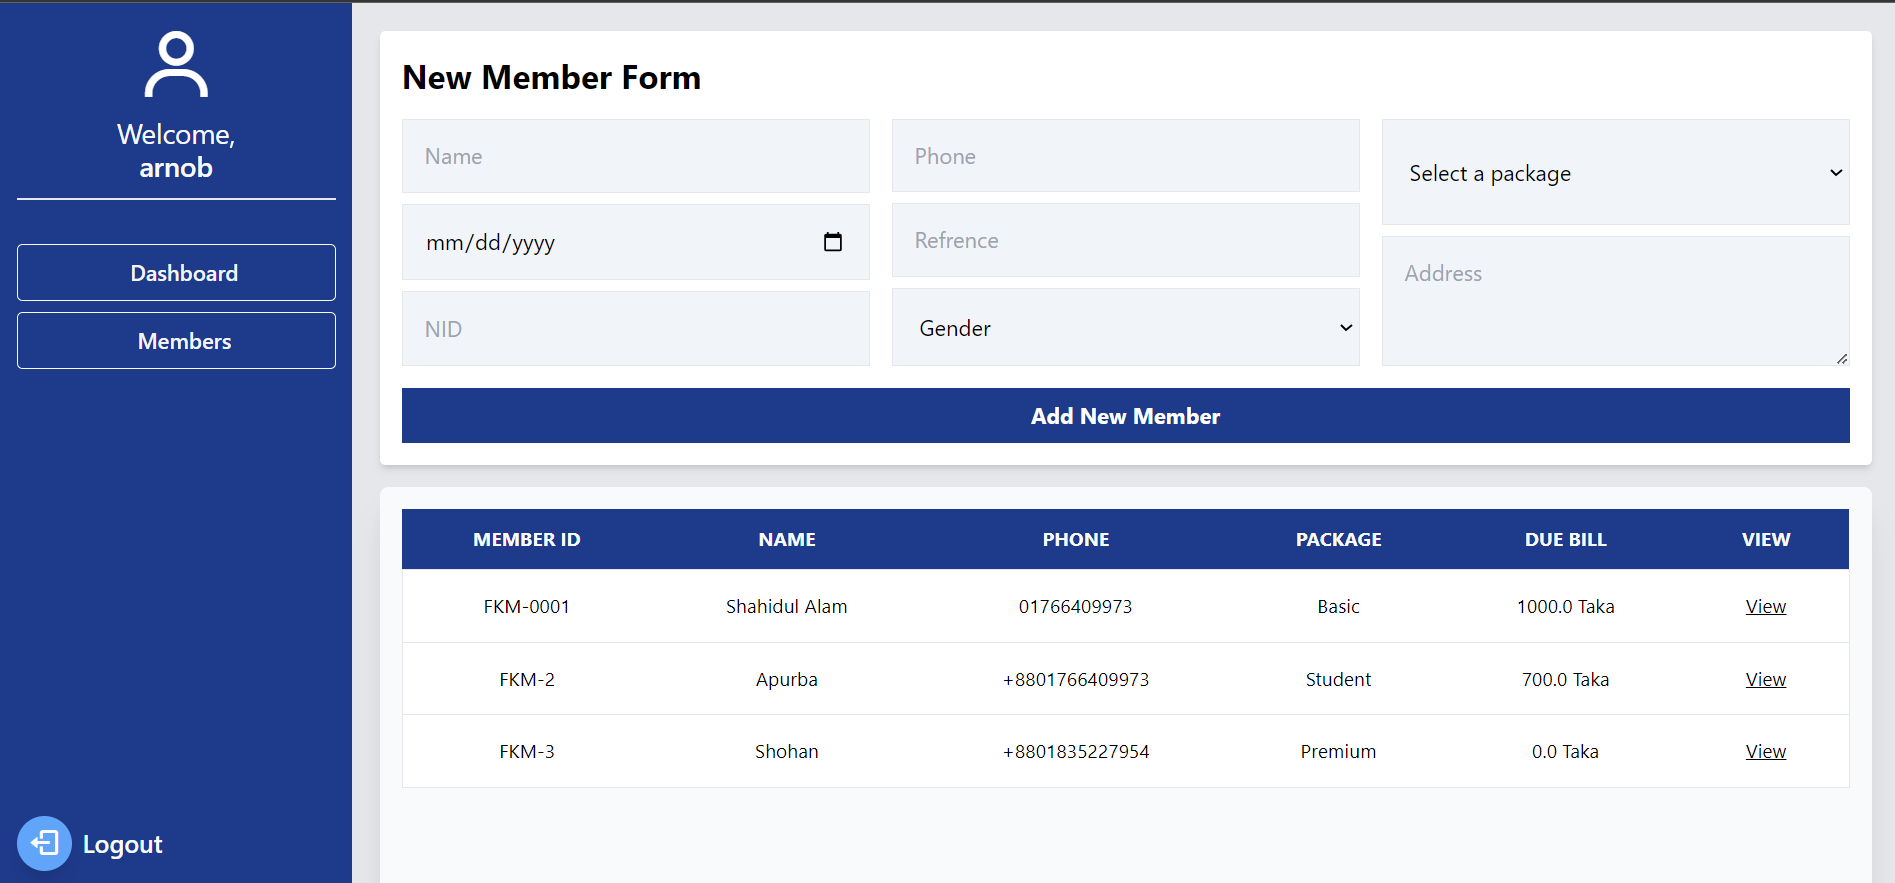 Welcome,
arnob
Dashboard
Members
Logout
New Member Form
Name
Phone
Select a package
mm/dd/yyyy
Refrence
Address
NID
Gender
Add New Member
MEMBER ID NAME PHONE PACKAGE DUE BILL VIEW
FKM-0001 Shahidul Alam 01766409973 Basic 1000.0 Taka View
FKM-2 Apurba +8801766409973 Student 700.0 Taka View
FKM-3 Shohan +8801835227954 Premium 0.0 Taka View